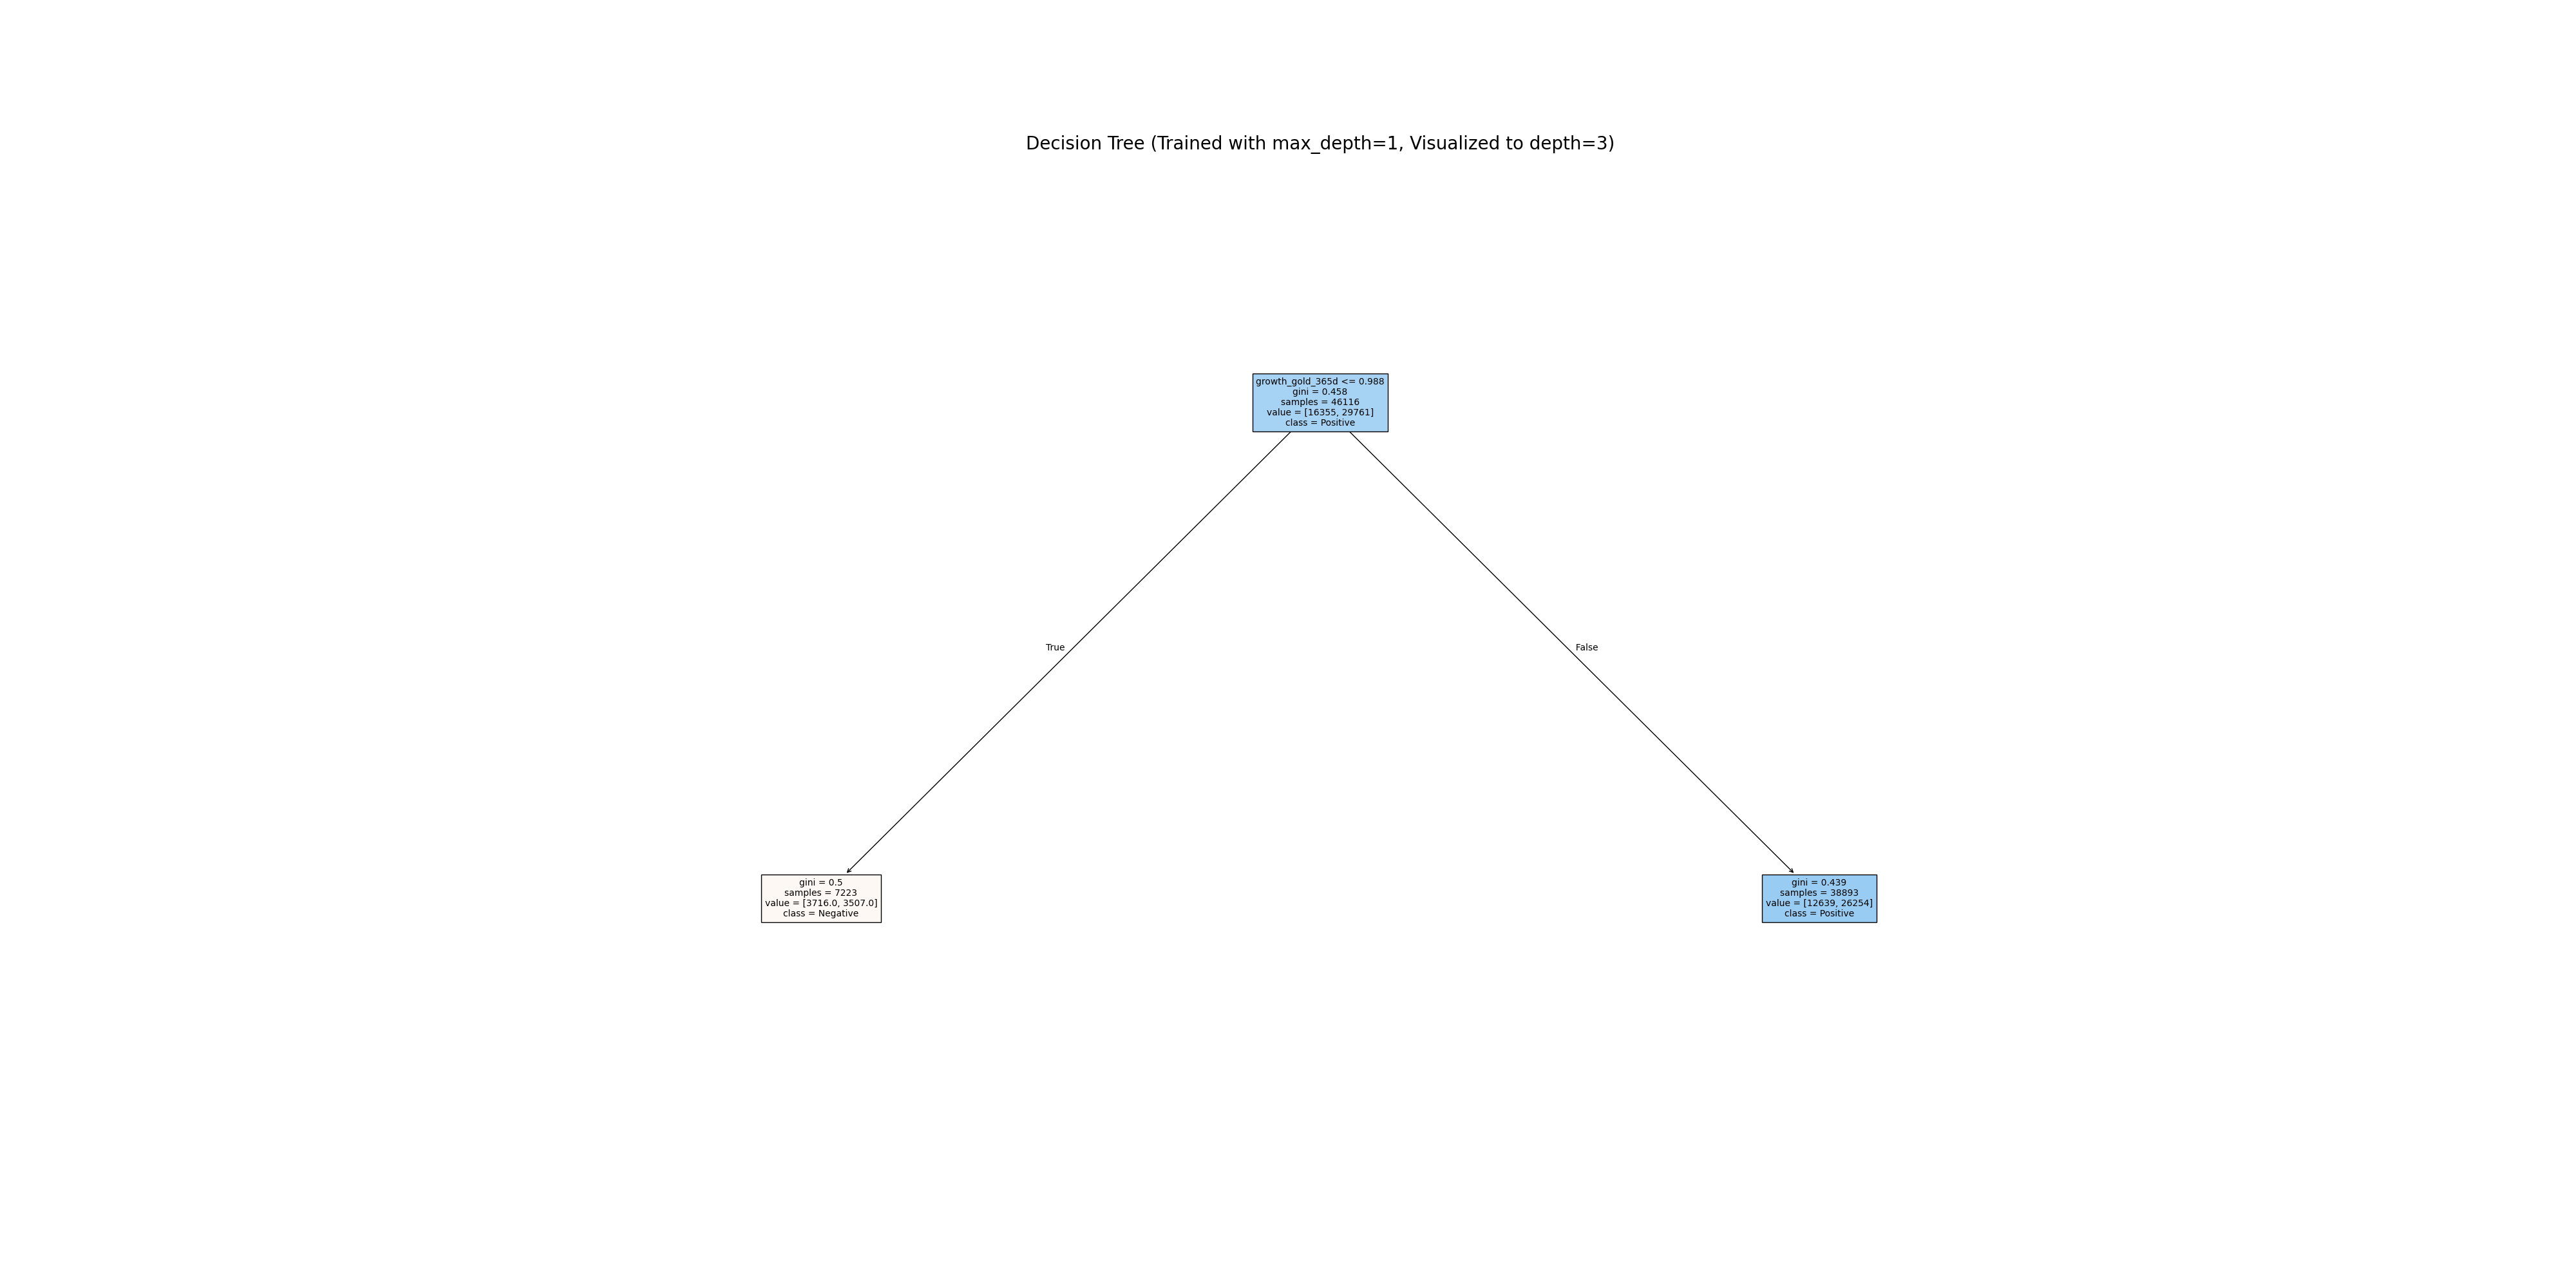 Decision Tree (Trained with max_depth=1, Visualized to depth=3)
growth_gold_365d <= 0.988
gini = 0.458
samples = 46116
value = [16355, 29761]
class = Positive
True
False
gini = 0.5
samples = 7223
value = [3716.0, 3507.0]
class = Negative
gini = 0.439
samples = 38893
value = [12639, 26254]
class = Positive